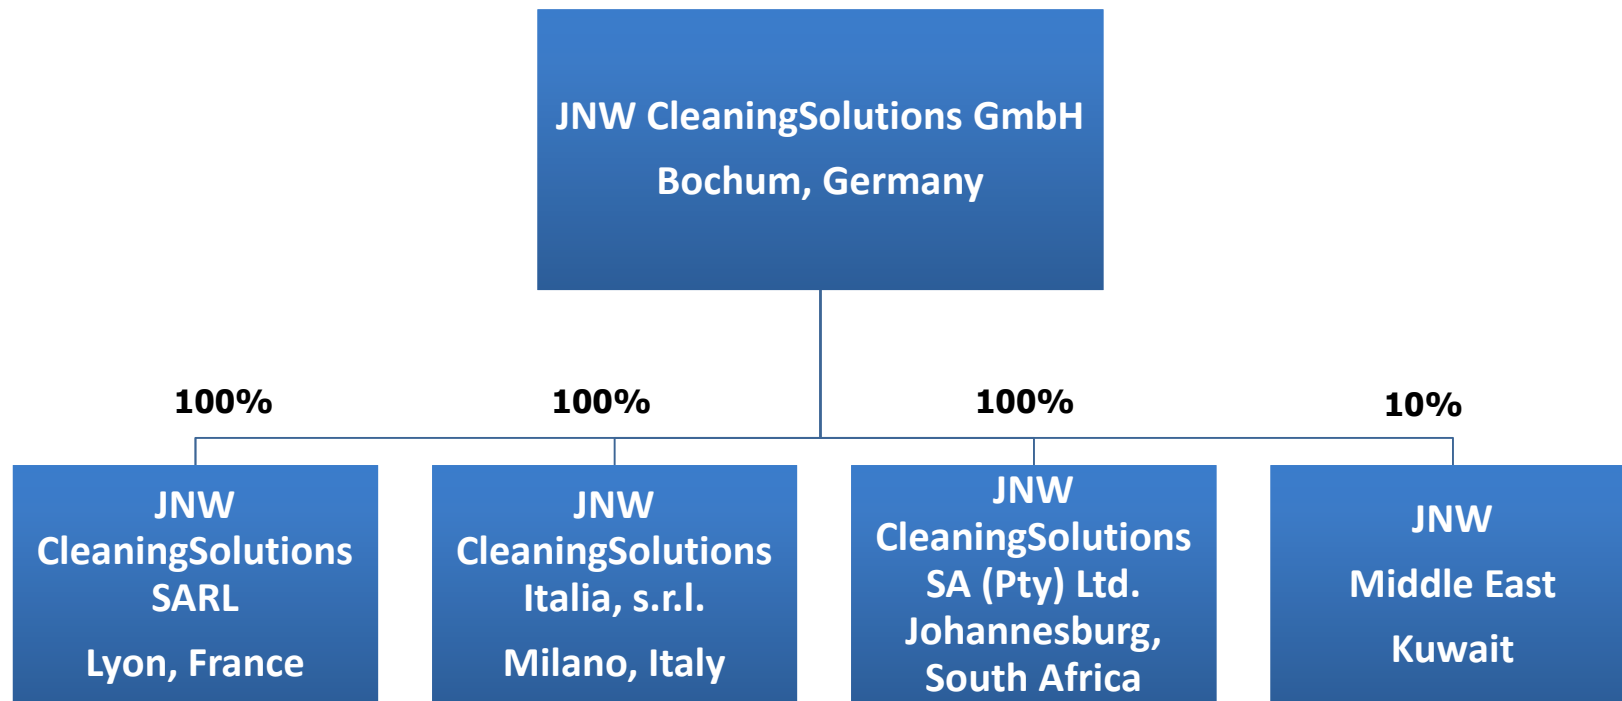 JNW CleaningSolutions GmbH
Bochum, Germany
100%
100%
100%
10%
JNW
CleaningSolutions
SARL
Lyon, France
JNW
CleaningSolutions
Italia, s.r.l.
Milano, Italy
JNW
CleaningSolutions
SA (Pty) Ltd.
Johannesburg,
South Africa
JNW
Middle East
Kuwait